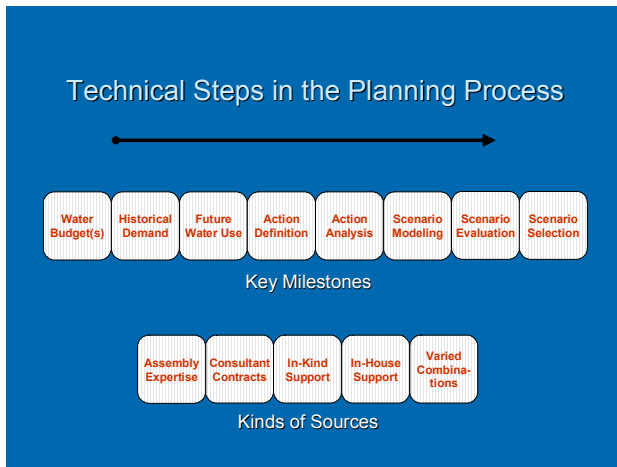 Technical Steps in the Planning Process
Water
Budget(s)
Historical
Demand
Future
Water Use
Action
Definition
Action
Analysis
Scenario
Modeling
Scenario
Evaluation
Scenario
Selection
Key Milestones
Assembly
Expertise
Consultant
Contracts
In-Kind
Support
In-House
Support
Varied
Combina-
tions
Kinds of Sources